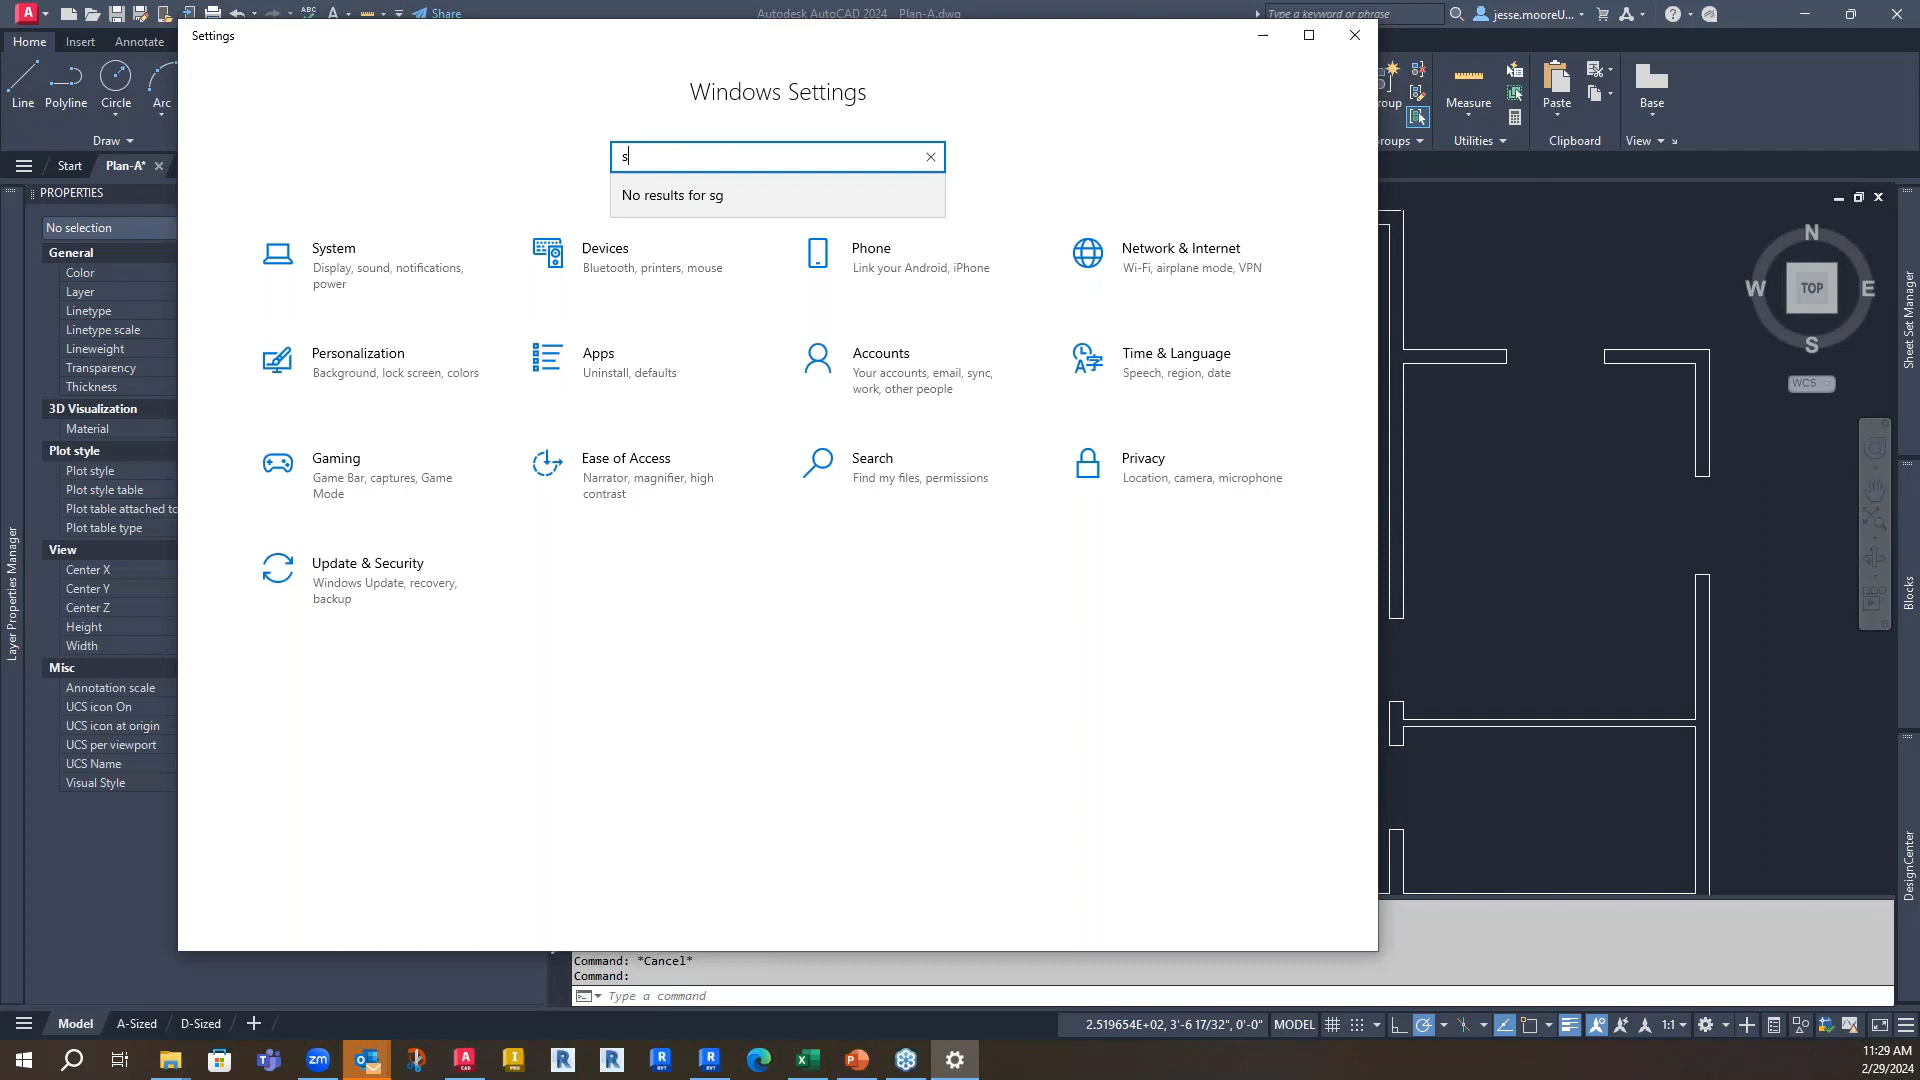 Share
Autodesk AutoCAD 2024 Plan-A.dwg
Type a keyword or phrase
jesse.mooreU...
Home
Insert
Annotate
Settings
Windows Settings
s
No results for sg
Line
Polyline
Circle
Arc
Draw
Measure
Paste
Base
Utilities
Clipboard
View
Start
Plan-A*
PROPERTIES
No selection
General
Color
Layer
Linetype
Linetype scale
Lineweight
Transparency
Thickness
3D Visualization
Material
Plot style
Plot style
Plot style table
Plot table attached to
Plot table type
View
Center X
Center Y
Center Z
Height
Width
Misc
Annotation scale
UCS icon On
UCS icon at origin
UCS per viewport
UCS Name
Visual Style
Layer Properties Manager
System
Display, sound, notifications,
power
Devices
Bluetooth, printers, mouse
Phone
Link your Android, iPhone
Network & Internet
Wi-Fi, airplane mode, VPN
Personalization
Background, lock screen, colors
Apps
Uninstall, defaults
Accounts
Your accounts, email, sync,
work, other people
Time & Language
Speech, region, date
Gaming
Game Bar, captures, Game
Mode
Ease of Access
Narrator, magnifier, high
contrast
Search
Find my files, permissions
Privacy
Location, camera, microphone
Update & Security
Windows Update, recovery,
backup
N
W
TOP
E
S
WCS
Sheet Set Manager
Blocks
DesignCenter
Command: *Cancel*
Command:
Type a command
Model
A-Sized
D-Sized
2.519654E+02, 3'-6 17/32", 0'-0"
MODEL
1:1
11:29 AM
2/29/2024